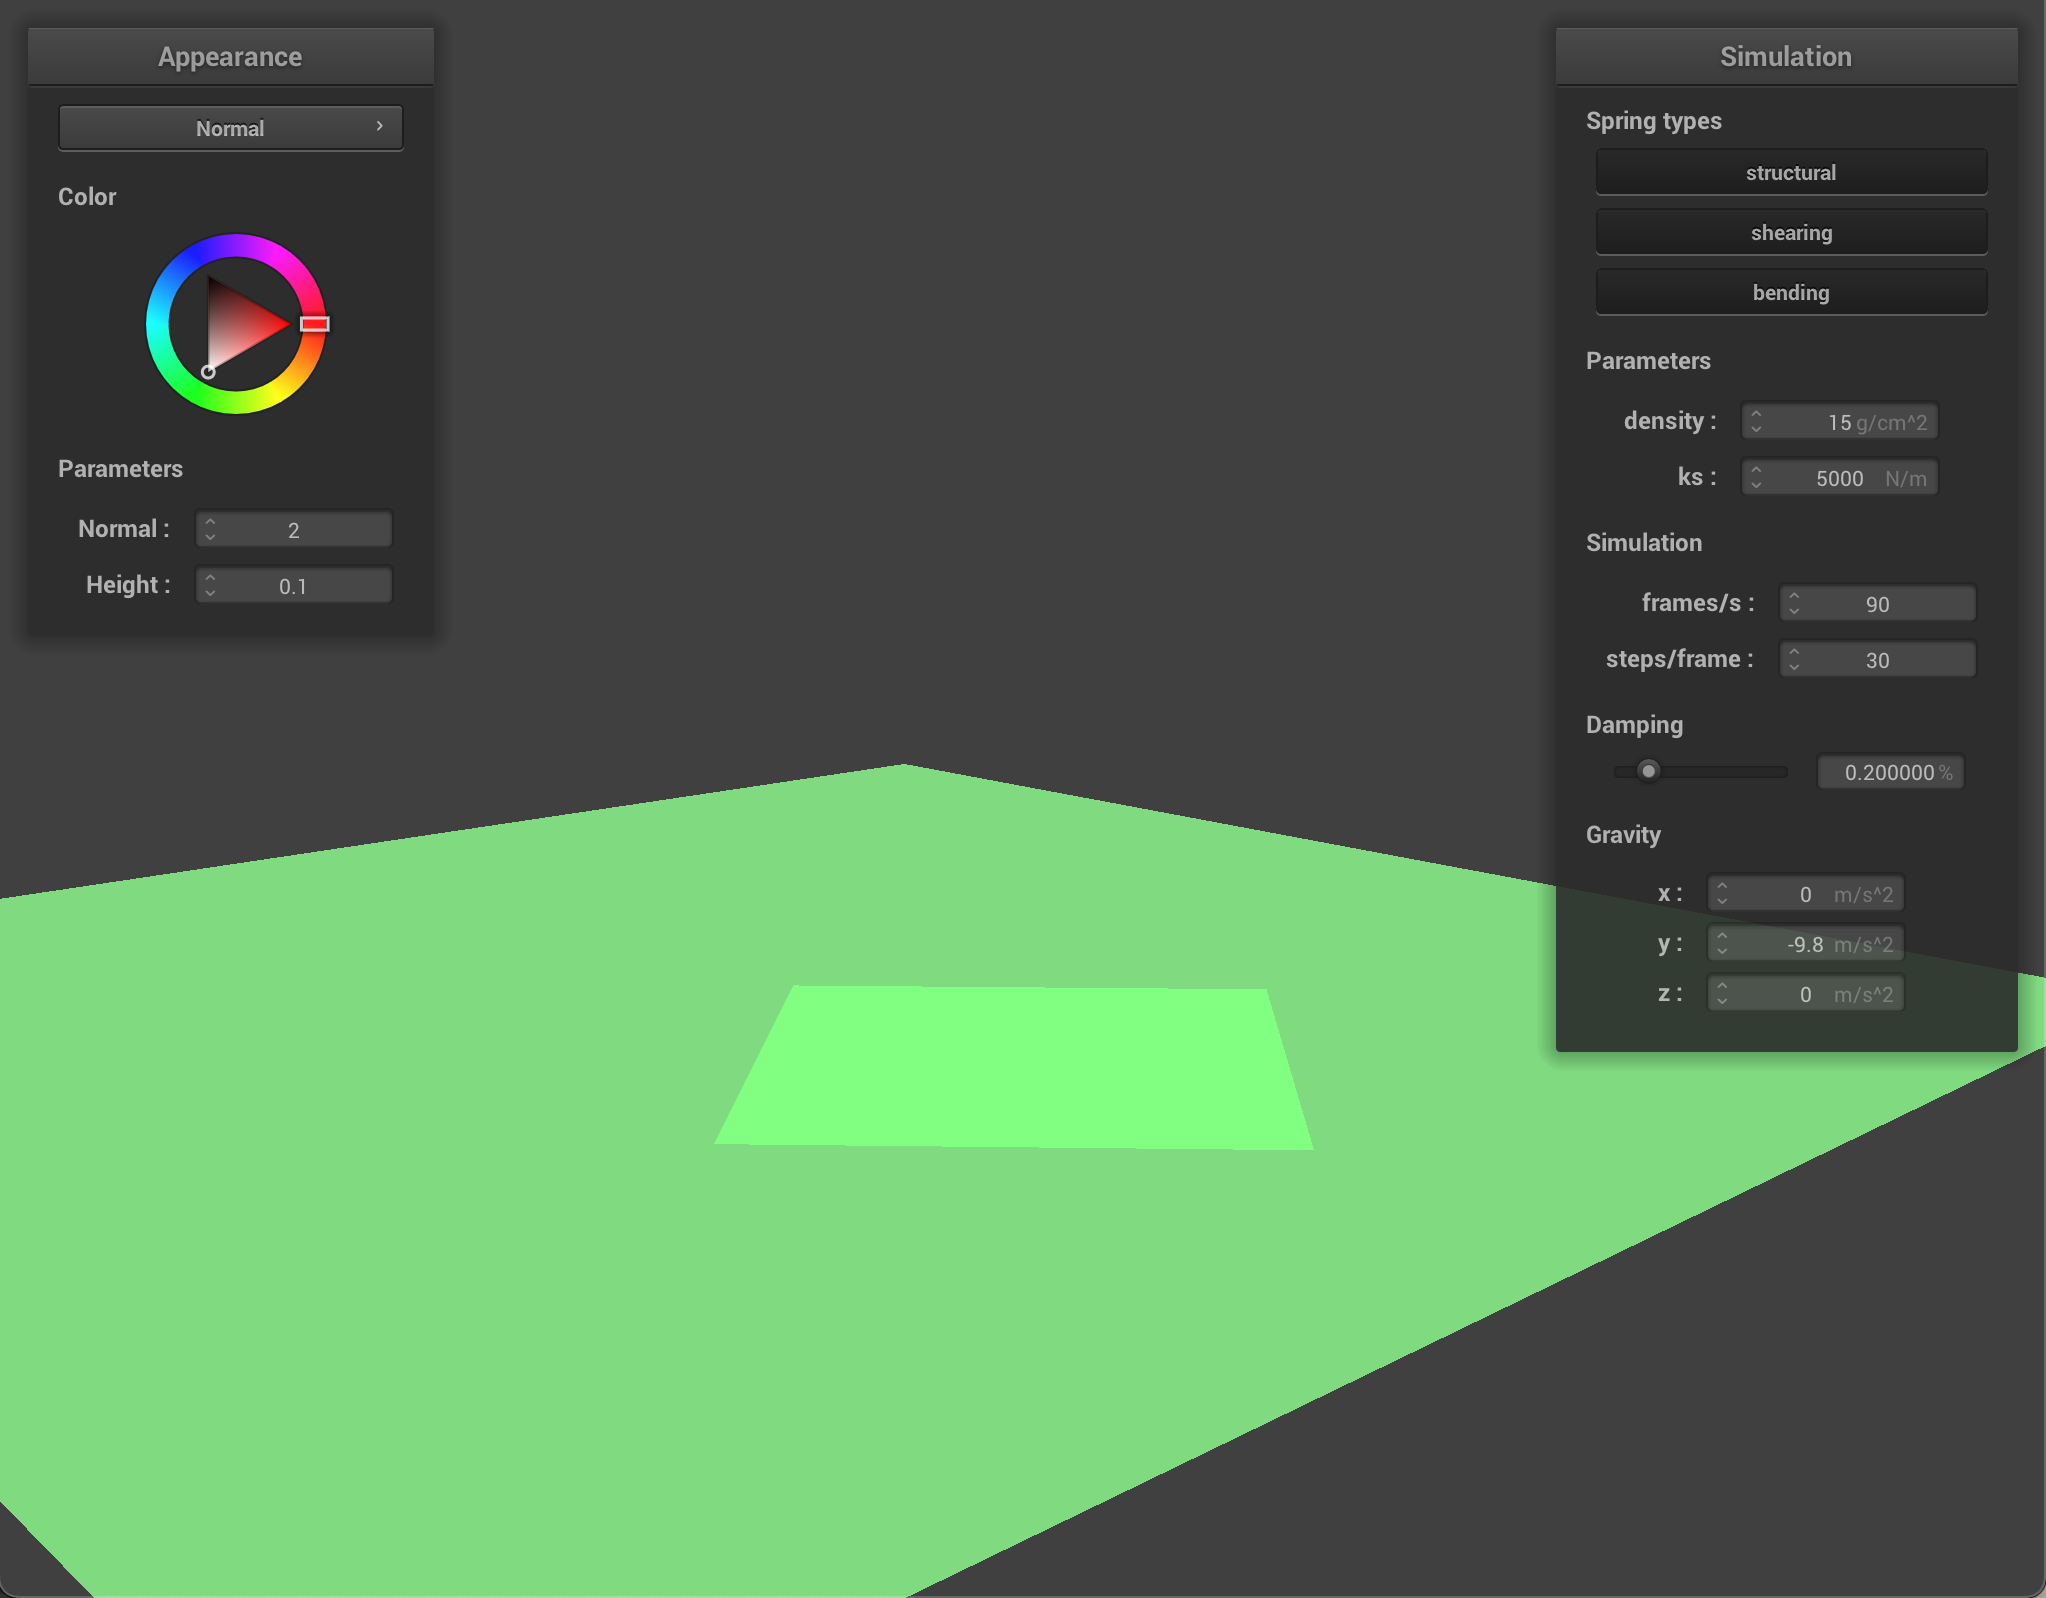 Appearance
Normal
Color
Parameters
Normal : 2
Height : 0.1
Simulation
Spring types
structural
shearing
bending
Parameters
density : 15 g/cm^2
ks : 5000 N/m
Simulation
frames/s : 90
steps/frame : 30
Damping
0.200000 %
Gravity
x : 0 m/s^2
y : -9.8 m/s^2
z : 0 m/s^2